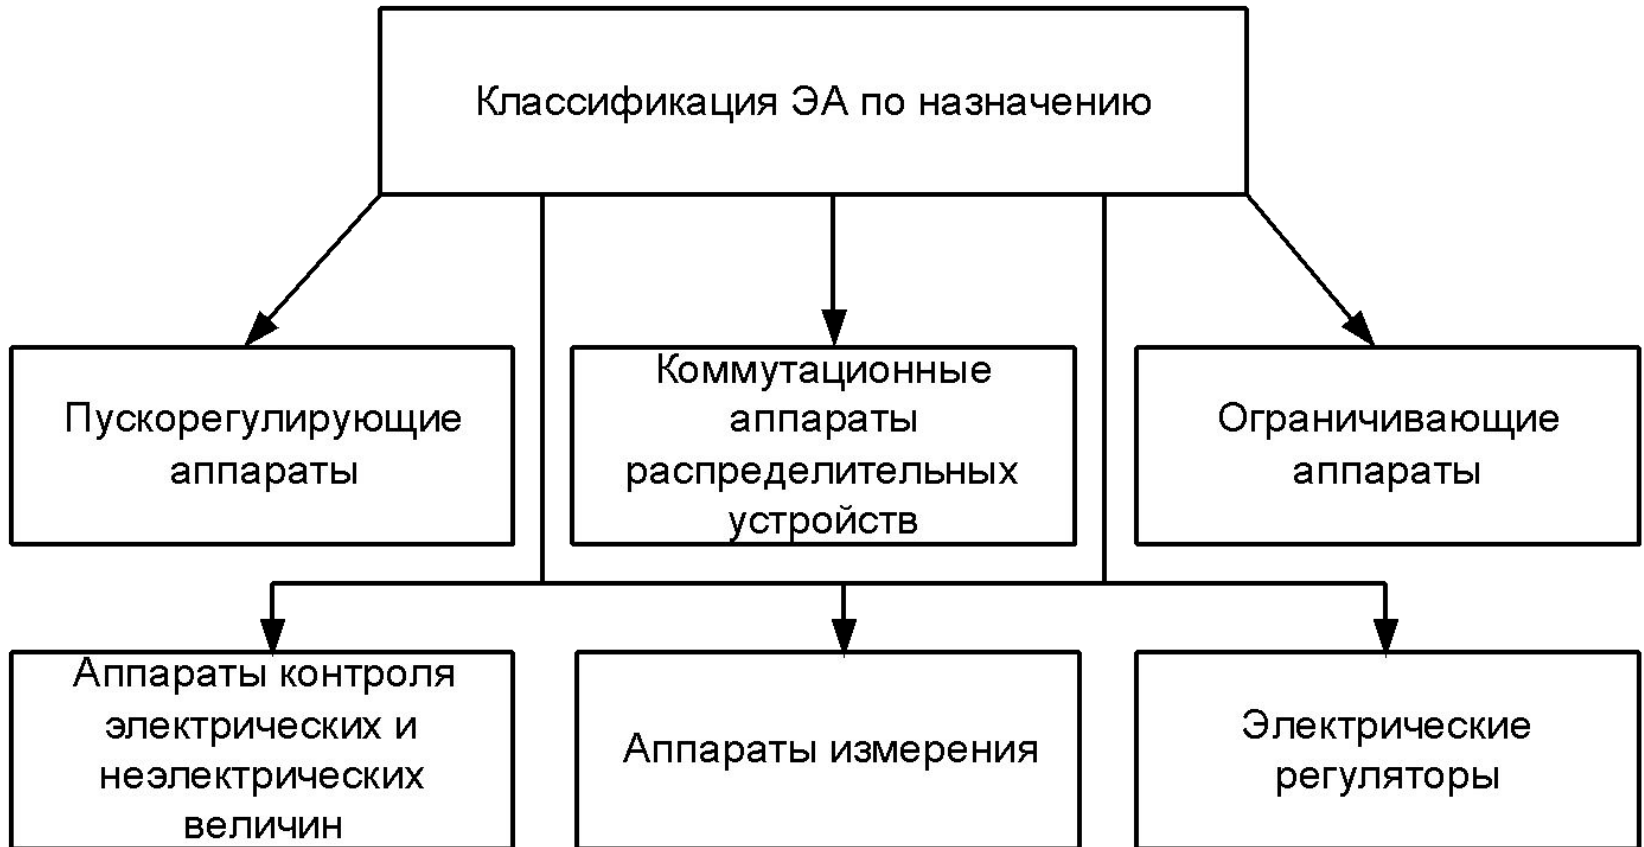 Классификация ЭА по назначению
Пускорегулирующие
аппараты
Коммутационные
аппараты
распределительных
устройств
Ограничивающие
аппараты
Аппараты контроля
электрических и
неэлектрических
величин
Аппараты измерения
Электрические
регуляторы